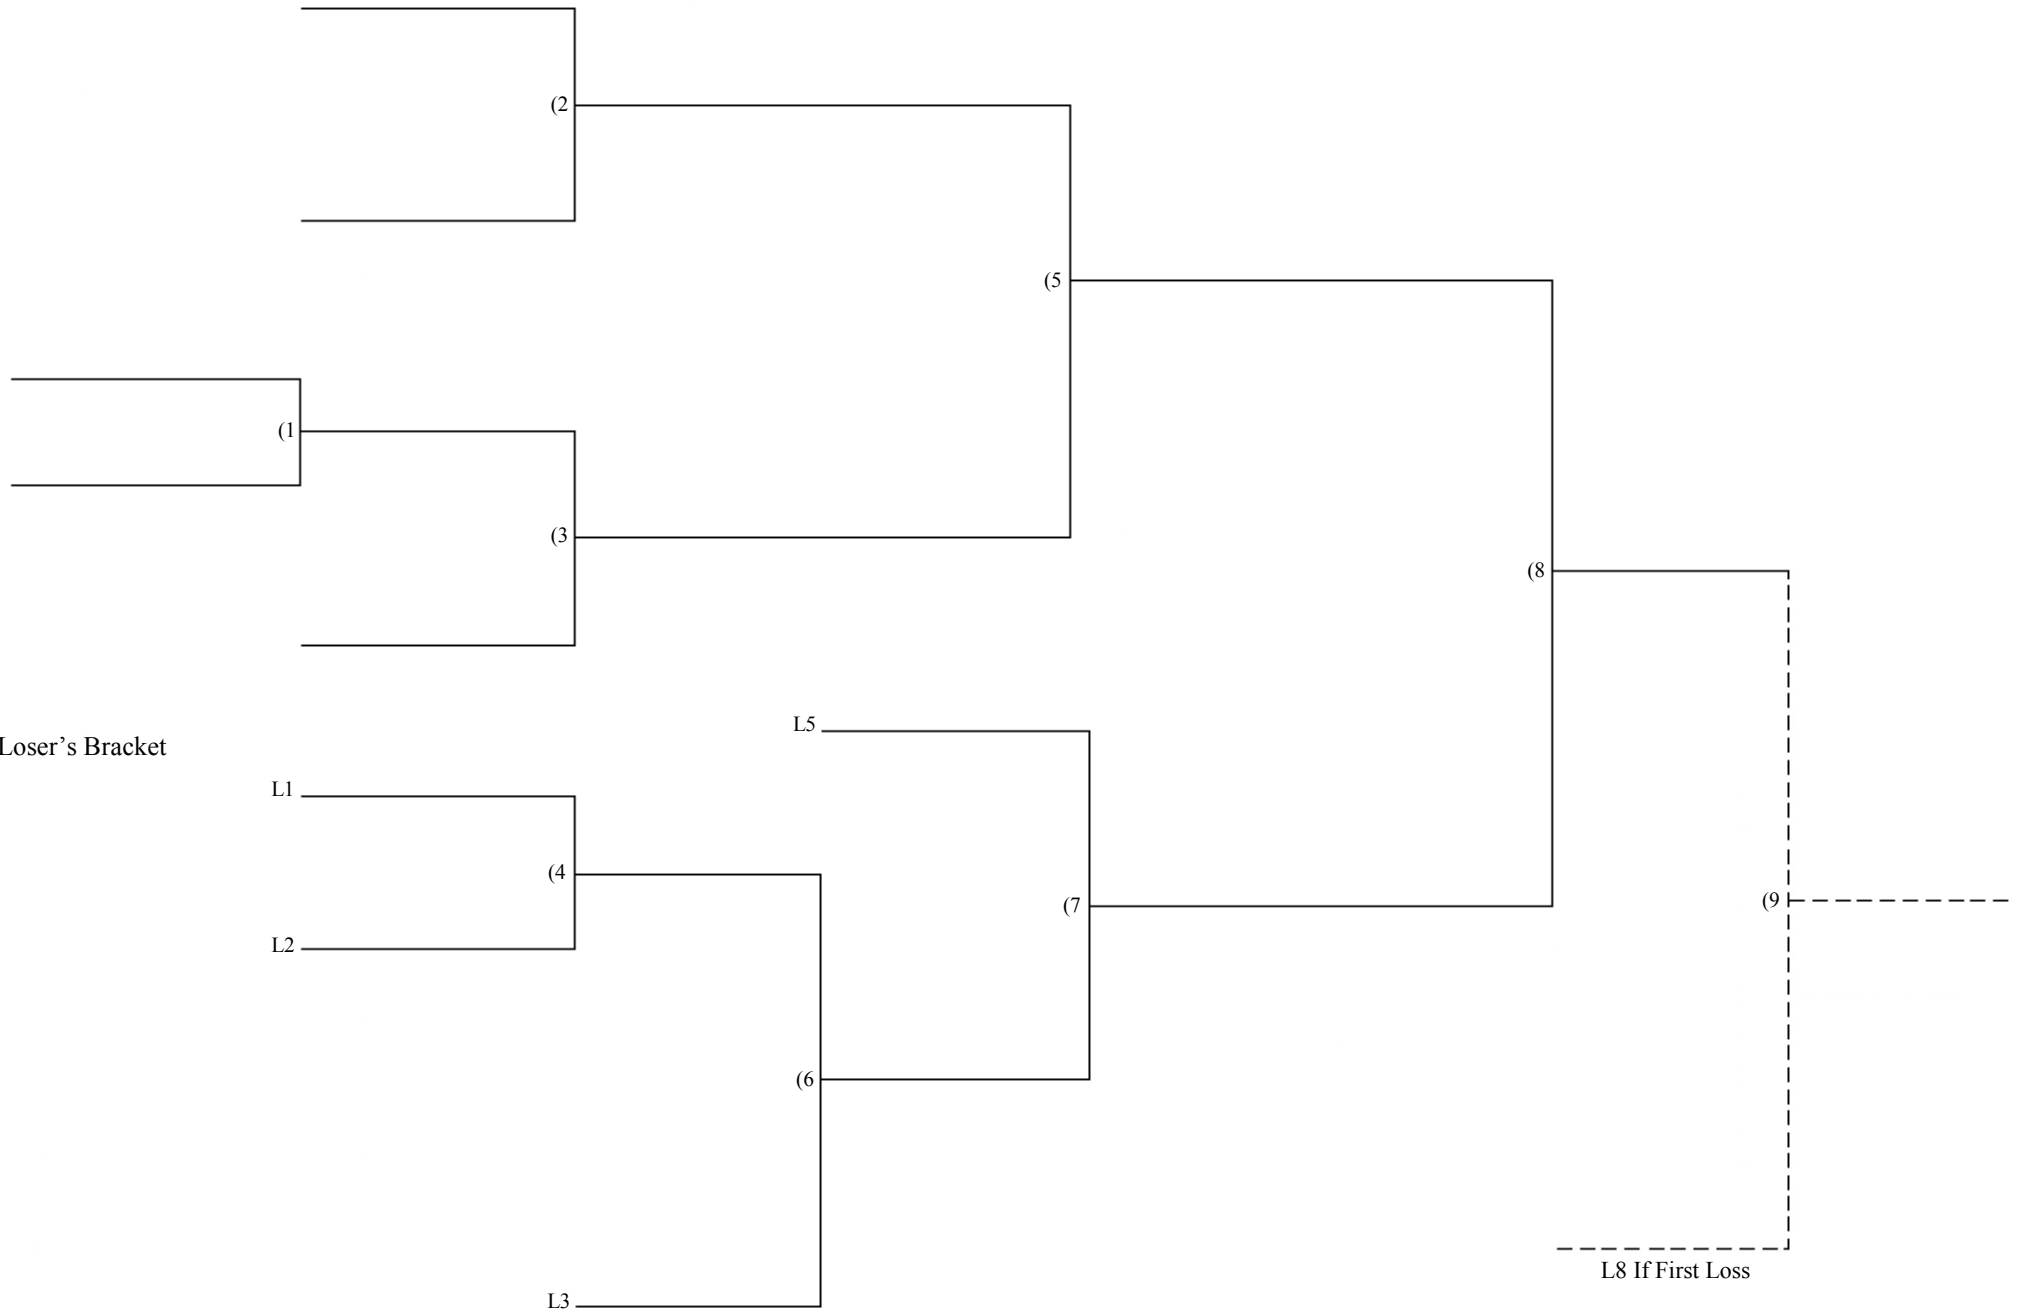 (2
(5
(1
(3
(8
L5
Loser’s Bracket
L1
(4
(7
(9
L2
(6
L8 If First Loss
L3